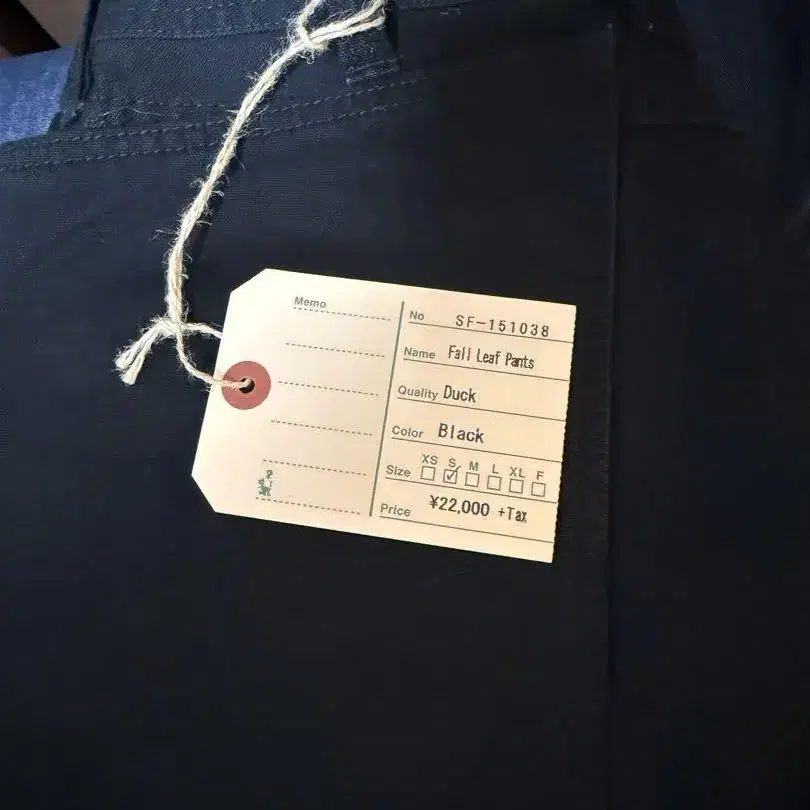 Memo
No SF-151038
Name Fall Leaf Pants
Quality Duck
Color Black
XS S M L XL F
Size
Price ¥22,000 +Tax